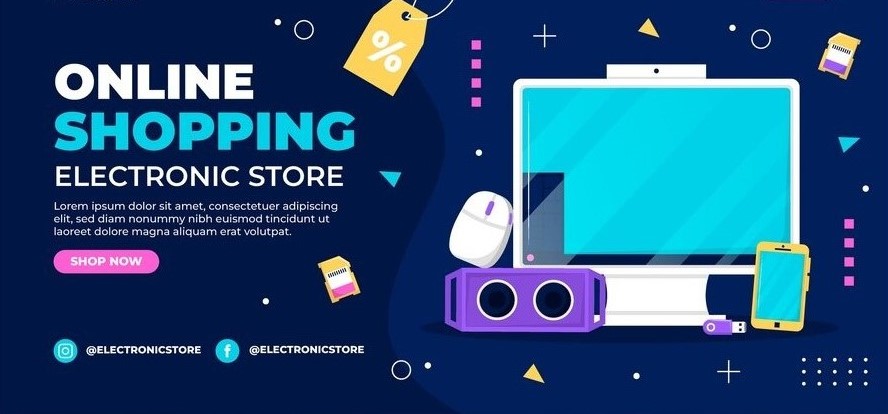 ONLINE
SHOPPING
ELECTRONIC STORE
Lorem ipsum dolor sit amet, consectetuer adipiscing
elit, sed diam nonummy nibh euismod tincidunt ut
laoreet dolore magna aliquam erat volutpat.
SHOP NOW
@ELECTRONICSTORE
@ELECTRONICSTORE
%